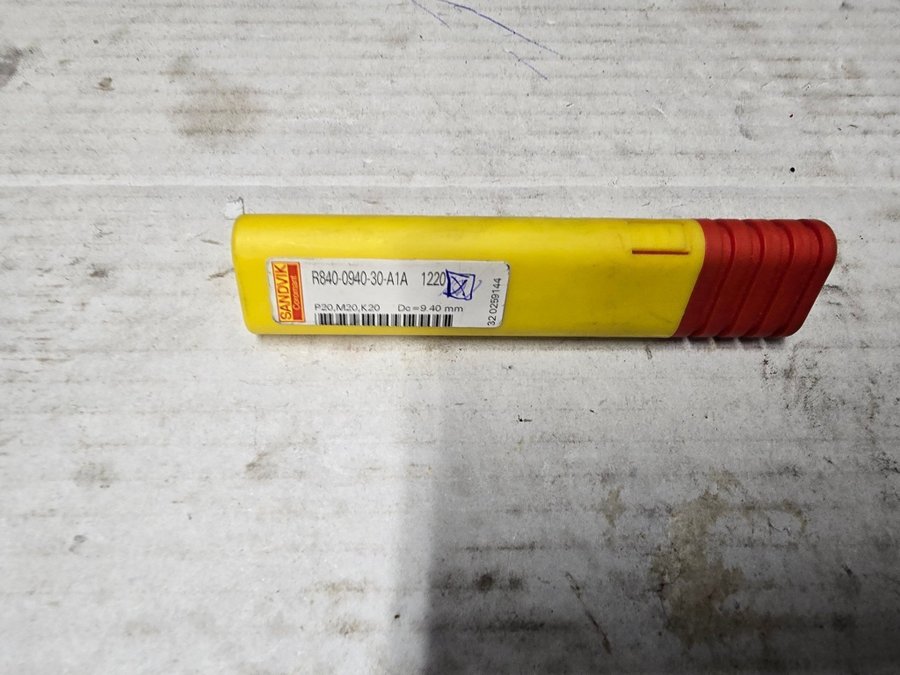 SANDVIK
Coromant
R840-0940-30-A1A 1220
P20,M20,K20 Dc=9.40 mm
32 0259144